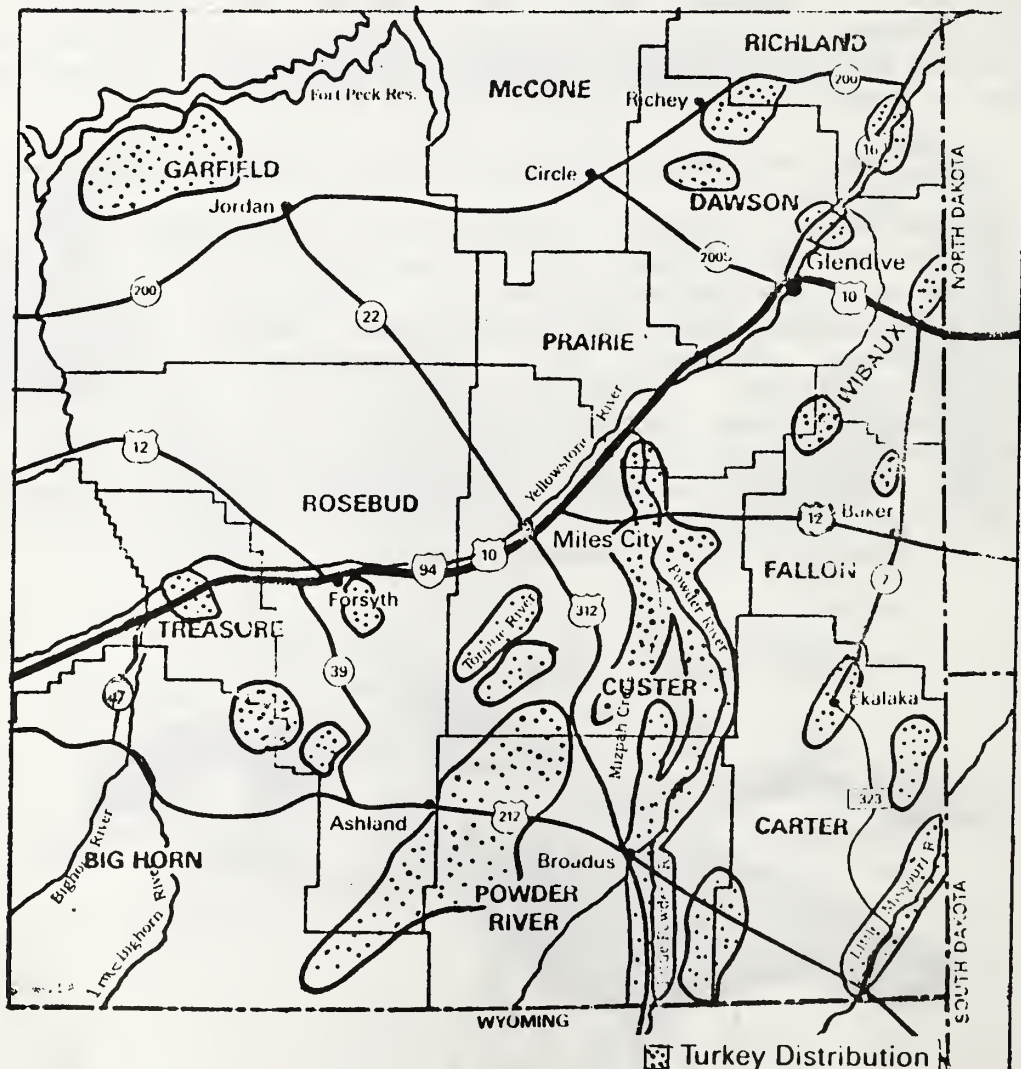 RICHLAND
200
McCONE
Fort Peck Res.
Richey
16
GARFIELD
Circle
Jordan
DAWSON
NORTH DAKOTA
200S
Glendive
200
10
22
PRAIRIE
WIBAUX
Yellowstone River
12
ROSEBUD
12
Baker
Miles City
10
94
FALLON
7
Forsyth
312
Powder River
TREASURE
Tongue River
39
CUSTER
47
Mizpah
Ekalaka
323
Ashland
212
CARTER
BIG HORN
Bighorn River
Broadus
POWDER
RIVER
Powder
Little Missouri R.
SOUTH DAKOTA
WYOMING
Turkey Distribution